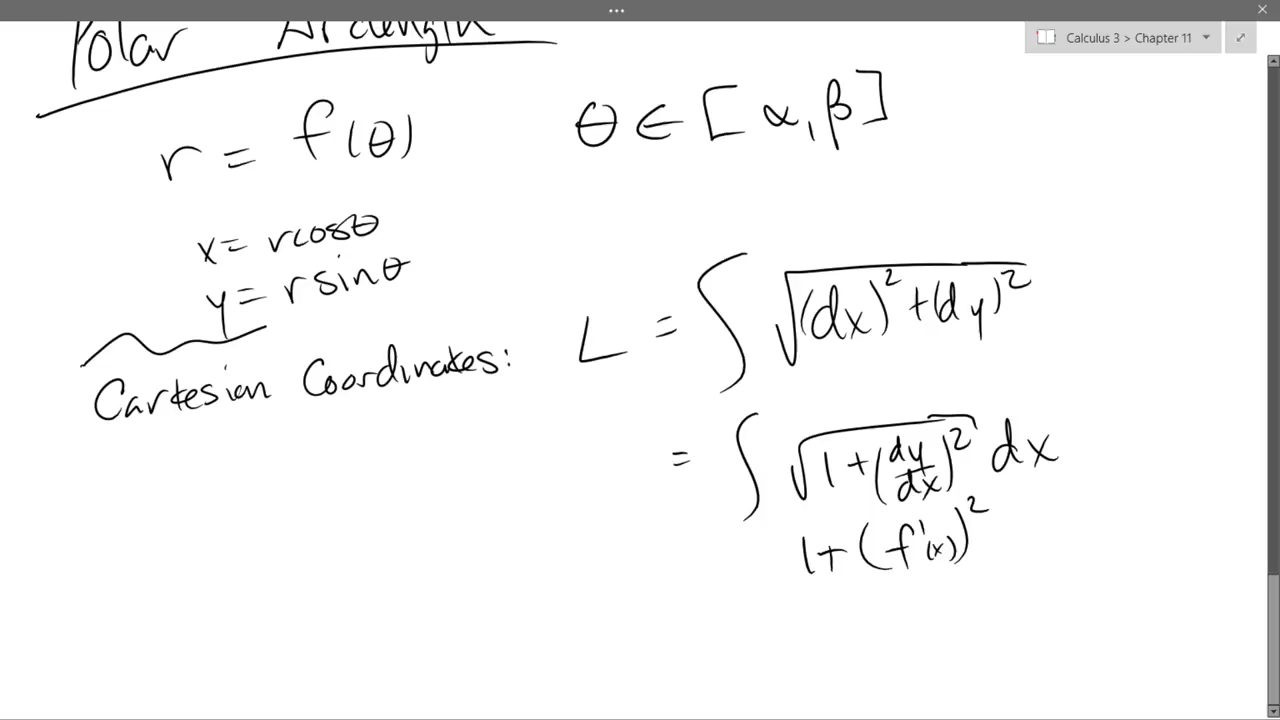 Calculus 3 > Chapter 11
Polar Arclength
r = f(θ) θ ∈ [α, β]
x = rcosθ
y = r sinθ
Cartesian Coordinates: L = ∫ √((dx)² + (dy)²)
= ∫ √(1 + (dy/dx)²) dx
1 + (f'(x))²